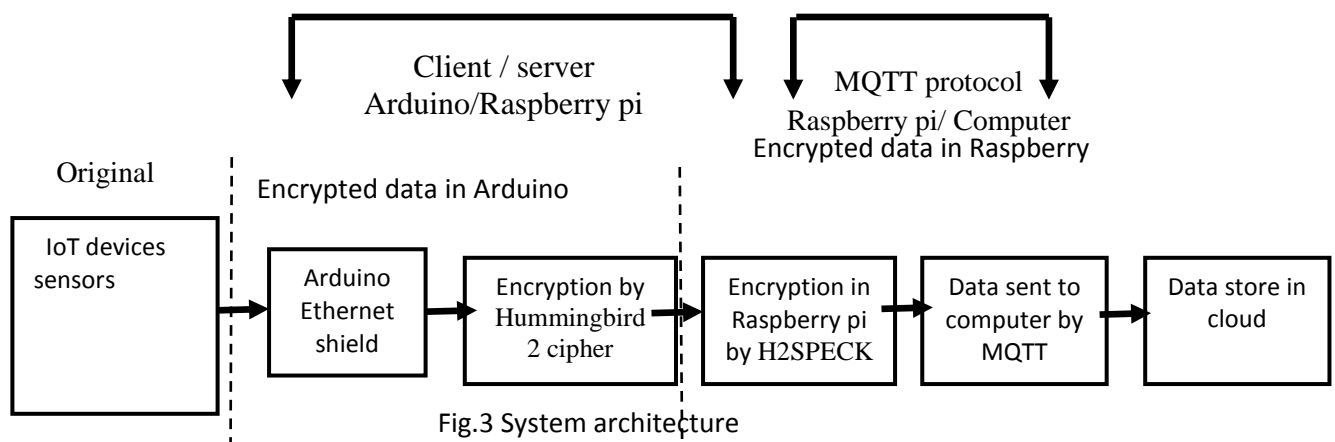 Client / server
Arduino/Raspberry pi
MQTT protocol
Raspberry pi/ Computer
Encrypted data in Raspberry
Original
Encrypted data in Arduino
IoT devices
sensors
Arduino
Ethernet
shield
Encryption by
Hummingbird
2 cipher
Encryption in
Raspberry pi
by H2SPECK
Data sent to
computer by
MQTT
Data store in
cloud
Fig.3 System architecture